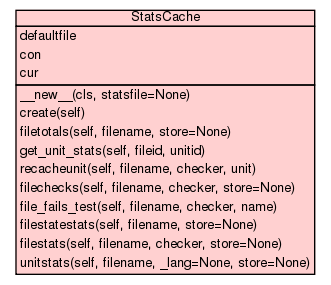 StatsCache
defaultfile
con
cur
__new__(cls, statsfile=None)
create(self)
filetotals(self, filename, store=None)
get_unit_stats(self, fileid, unitid)
recacheunit(self, filename, checker, unit)
filechecks(self, filename, checker, store=None)
file_fails_test(self, filename, checker, name)
filestatestats(self, filename, store=None)
filestats(self, filename, checker, store=None)
unitstats(self, filename, _lang=None, store=None)